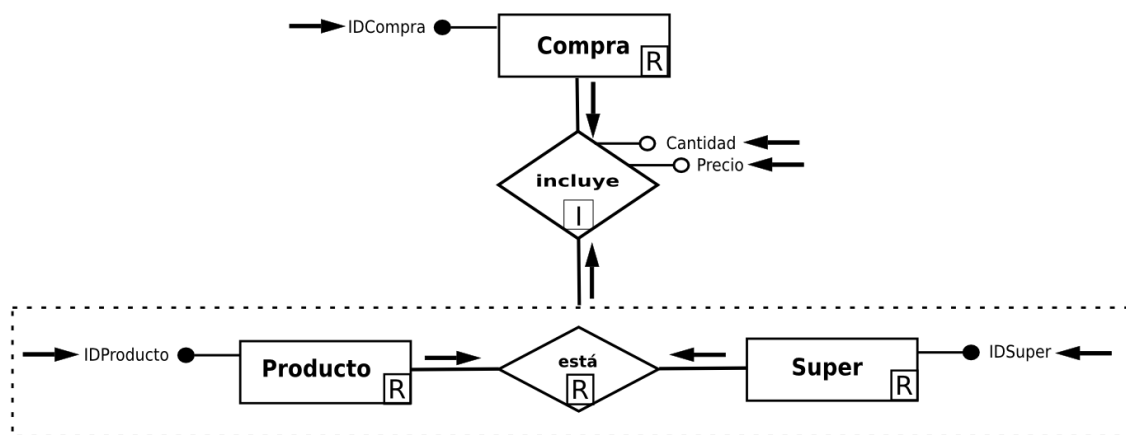 IDCompra
Compra
R
Cantidad
Precio
incluye
I
IDProducto
Producto
R
está
R
Super
R
IDSuper